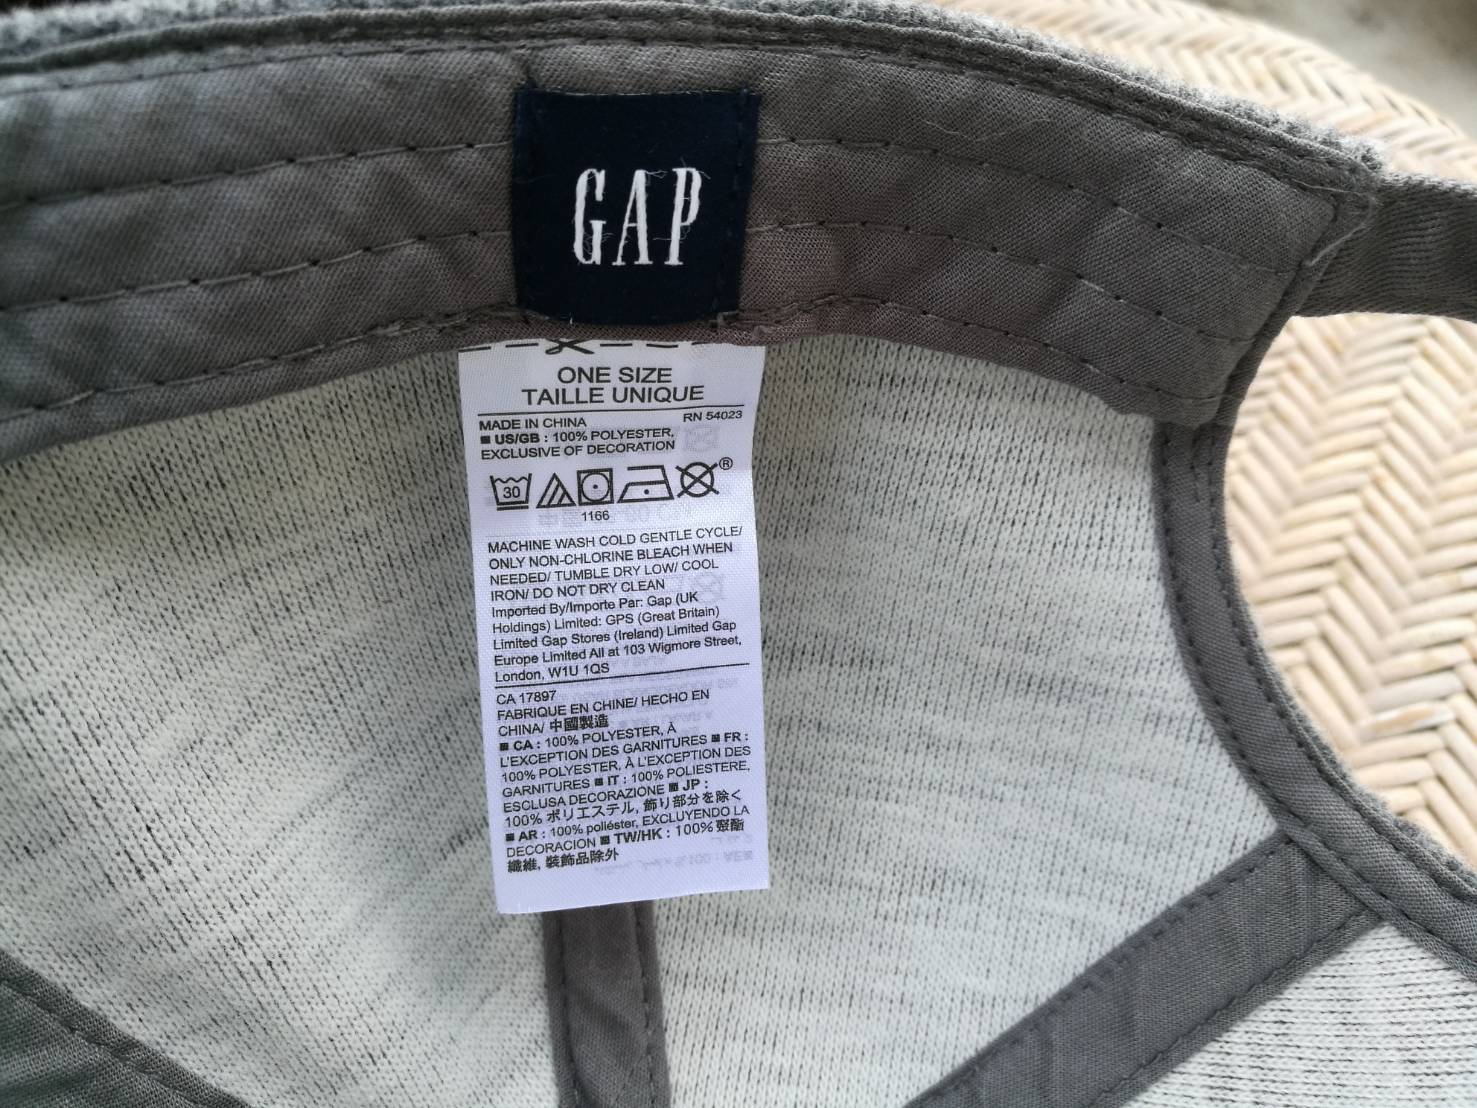 GAP
ONE SIZE
TAILLE UNIQUE
MADE IN CHINA RN 54023
■ US/GB : 100% POLYESTER,
EXCLUSIVE OF DECORATION
30 ®
1166
MACHINE WASH COLD GENTLE CYCLE/
ONLY NON-CHLORINE BLEACH WHEN
NEEDED/ TUMBLE DRY LOW/ COOL
IRON/ DO NOT DRY CLEAN
Imported By/Importe Par: Gap (UK
Holdings) Limited: GPS (Great Britain)
Limited Gap Stores (Ireland) Limited Gap
Europe Limited All at 103 Wigmore Street,
London, W1U 1QS
CA 17897
FABRIQUE EN CHINE/ HECHO EN
CHINA/ 中國製造
■ CA : 100% POLYESTER, À
L'EXCEPTION DES GARNITURES ■ FR :
100% POLYESTER, À L'EXCEPTION DES
GARNITURES ■ IT : 100% POLIESTERE,
ESCLUSA DECORAZIONE ■ JP :
100% ポリエステル, 飾り部分を除く
■ AR : 100% poliéster, EXCLUYENDO LA
DECORACION ■ TW/HK : 100% 聚酯
纖維, 裝飾品除外